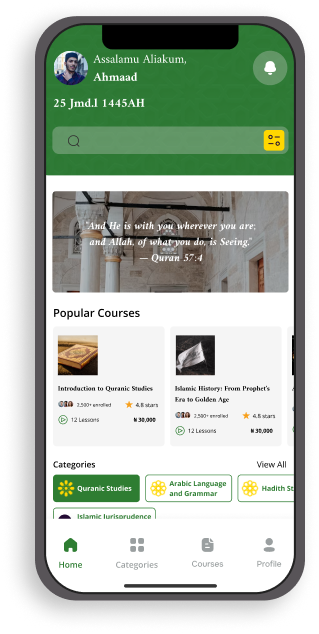 Assalamu Aliakum,
Ahmaad
25 Jmd.l 1445AH
"And He is with you wherever you are;
and Allah, of what you do, is Seeing."
— Quran 57:4
Popular Courses
Introduction to Quranic Studies
2,500+ enrolled 4.8 stars
12 Lessons ₦ 30,000
Islamic History: From Prophet's
Era to Golden Age
2,500+ enrolled 4.8 stars
12 Lessons ₦ 30,000
Categories View All
Quranic Studies
Arabic Language
and Grammar
Hadith St
Islamic Jurisprudence
Home Categories Courses Profile